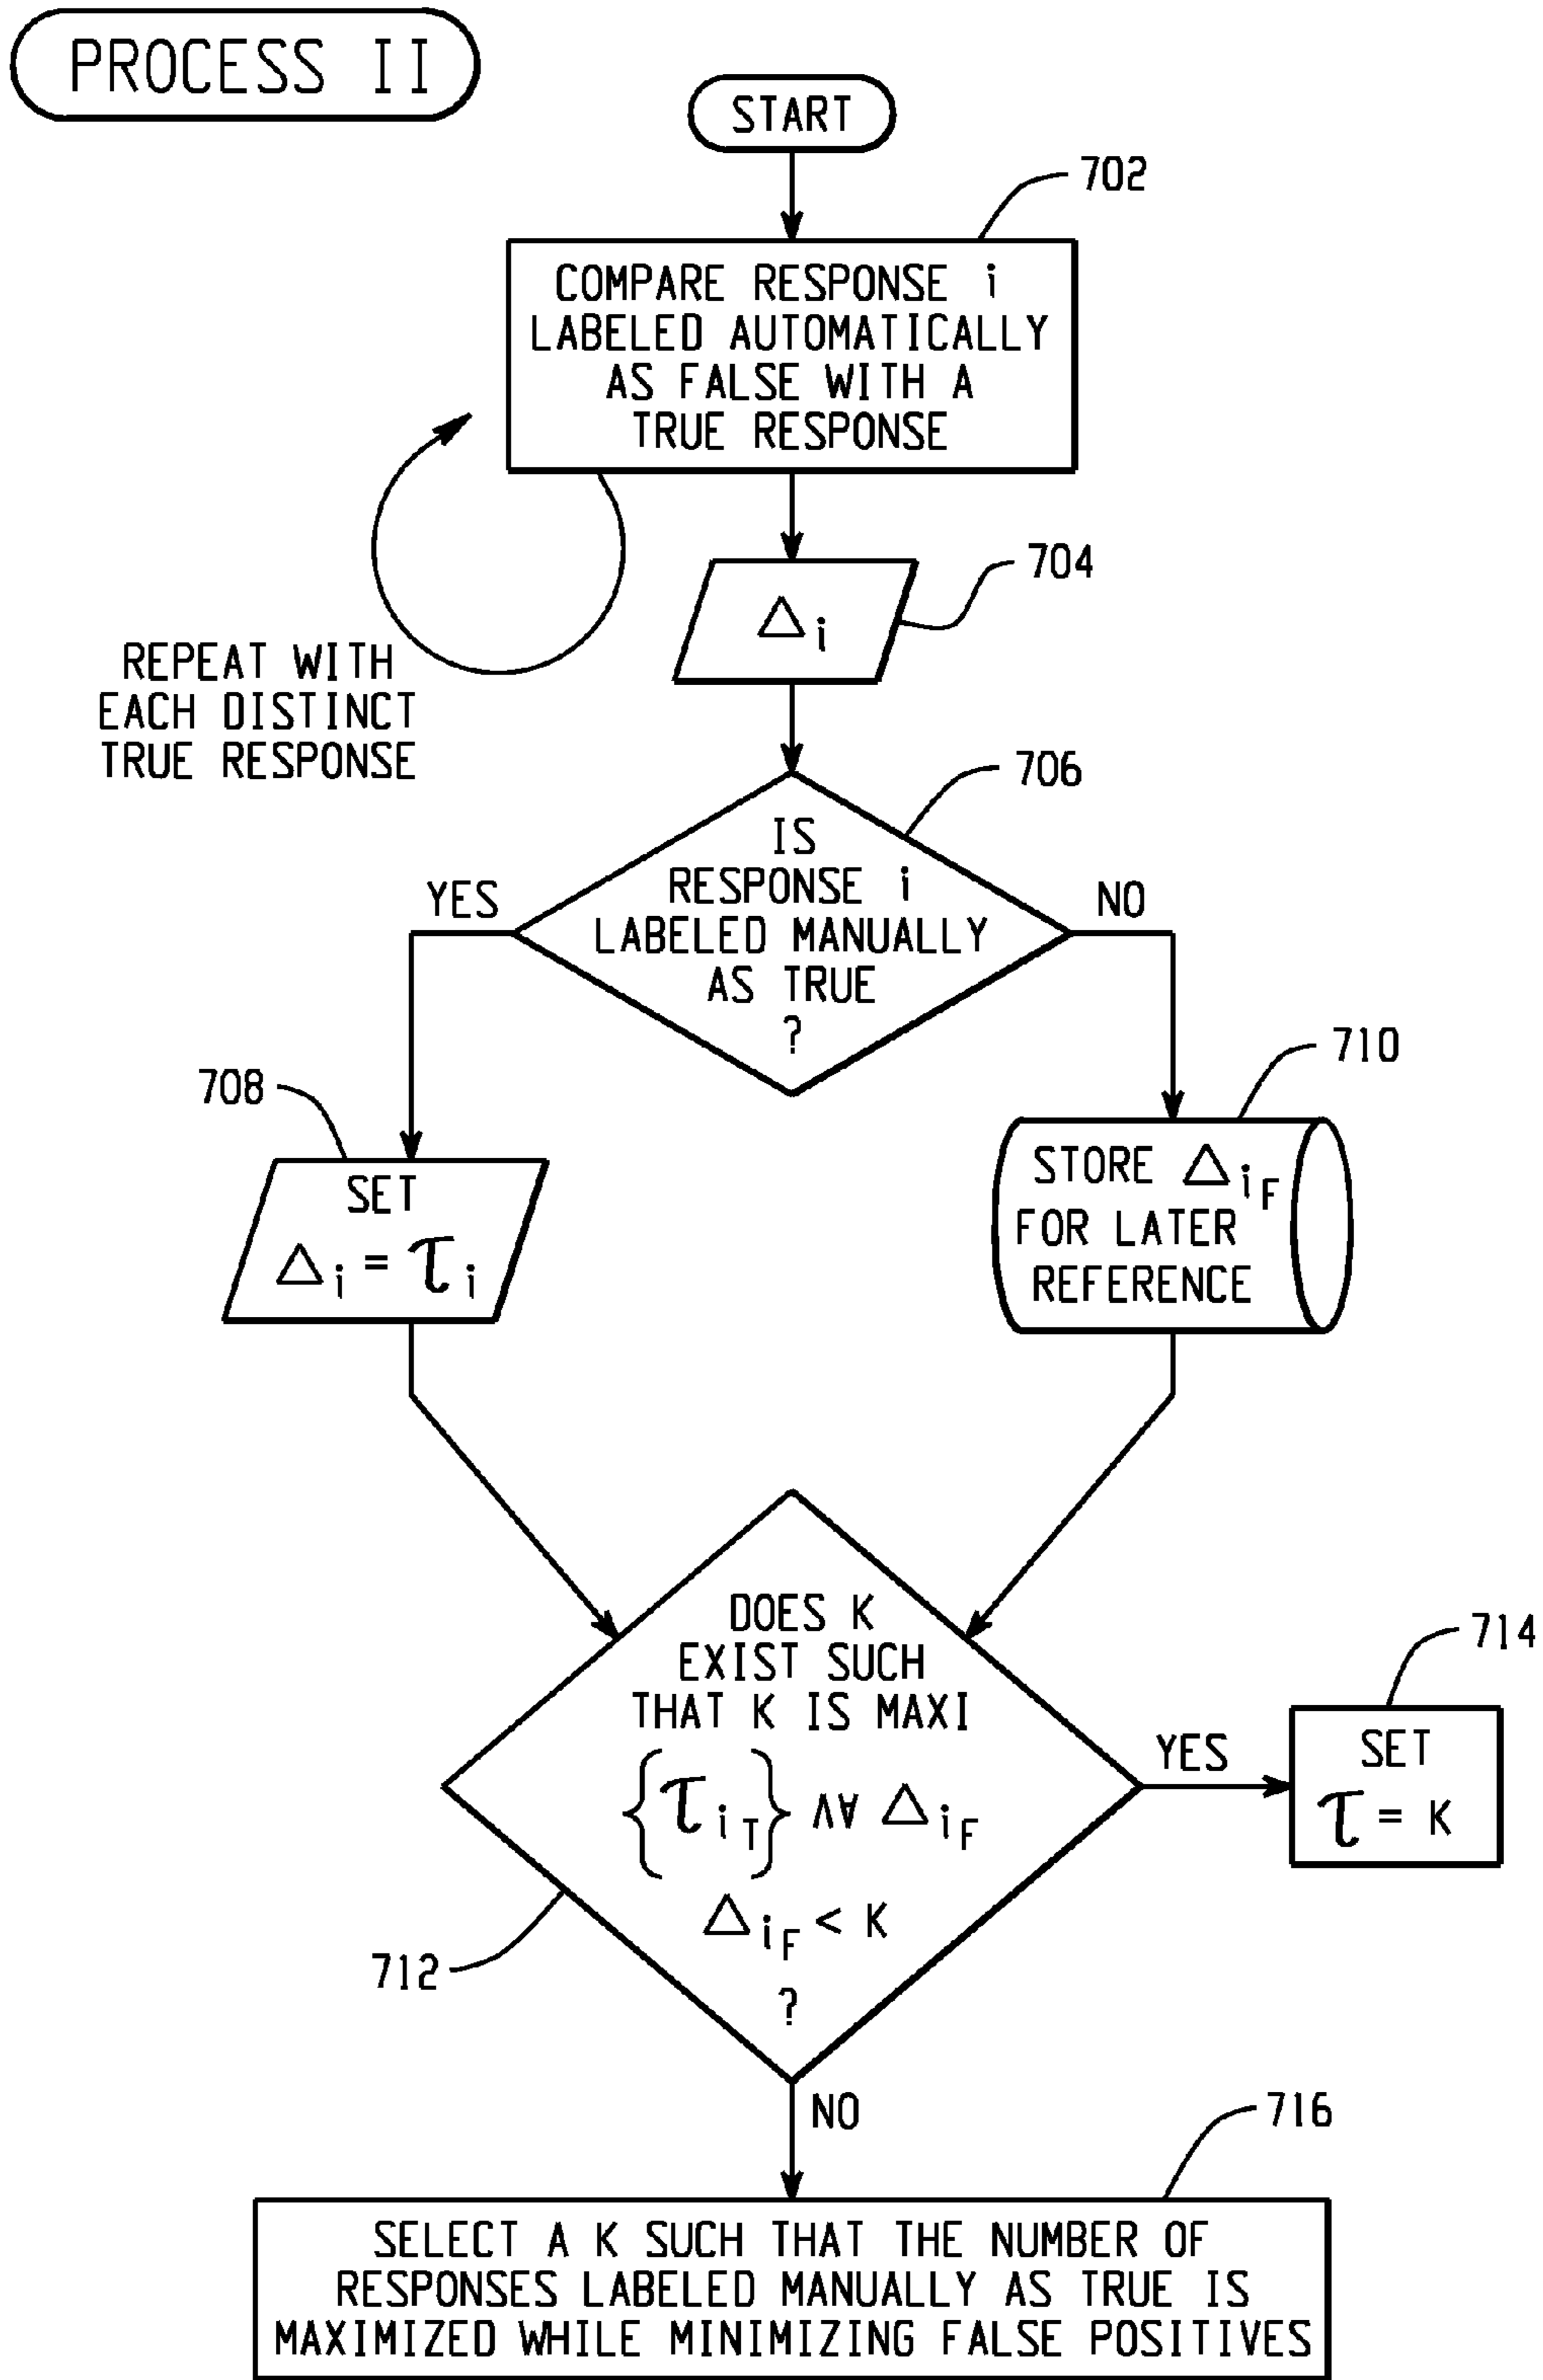 PROCESS II
START
702
COMPARE RESPONSE i
LABELED AUTOMATICALLY
AS FALSE WITH A
TRUE RESPONSE
704
Δi
REPEAT WITH
EACH DISTINCT
TRUE RESPONSE
706
IS
RESPONSE i
LABELED MANUALLY
AS TRUE
?
YES
NO
708
SET
Δi = τi
710
STORE ΔiF
FOR LATER
REFERENCE
DOES K
EXIST SUCH
THAT K IS MAXI
{τiT} ∧∀ ΔiF
ΔiF < K
?
712
YES
714
SET
τ = K
NO
716
SELECT A K SUCH THAT THE NUMBER OF
RESPONSES LABELED MANUALLY AS TRUE IS
MAXIMIZED WHILE MINIMIZING FALSE POSITIVES